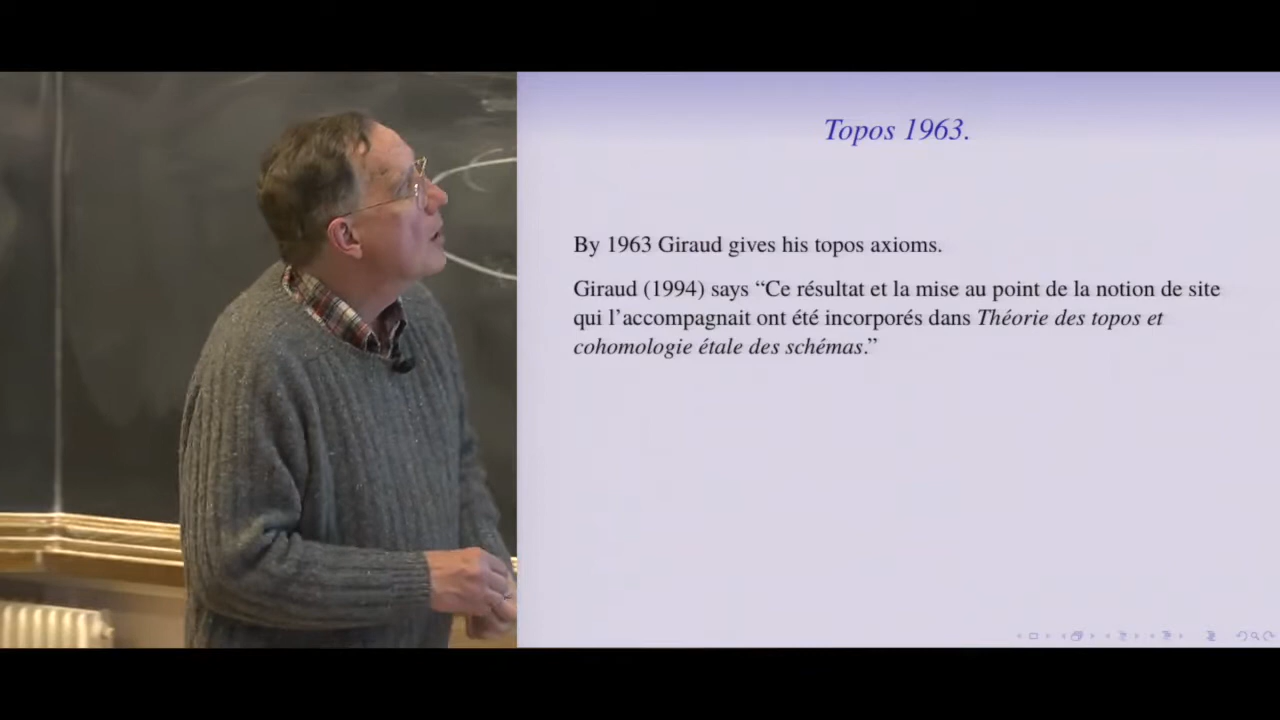 Topos 1963.
By 1963 Giraud gives his topos axioms.
Giraud (1994) says “Ce résultat et la mise au point de la notion de site
qui l’accompagnait ont été incorporés dans Théorie des topos et
cohomologie étale des schémas.”